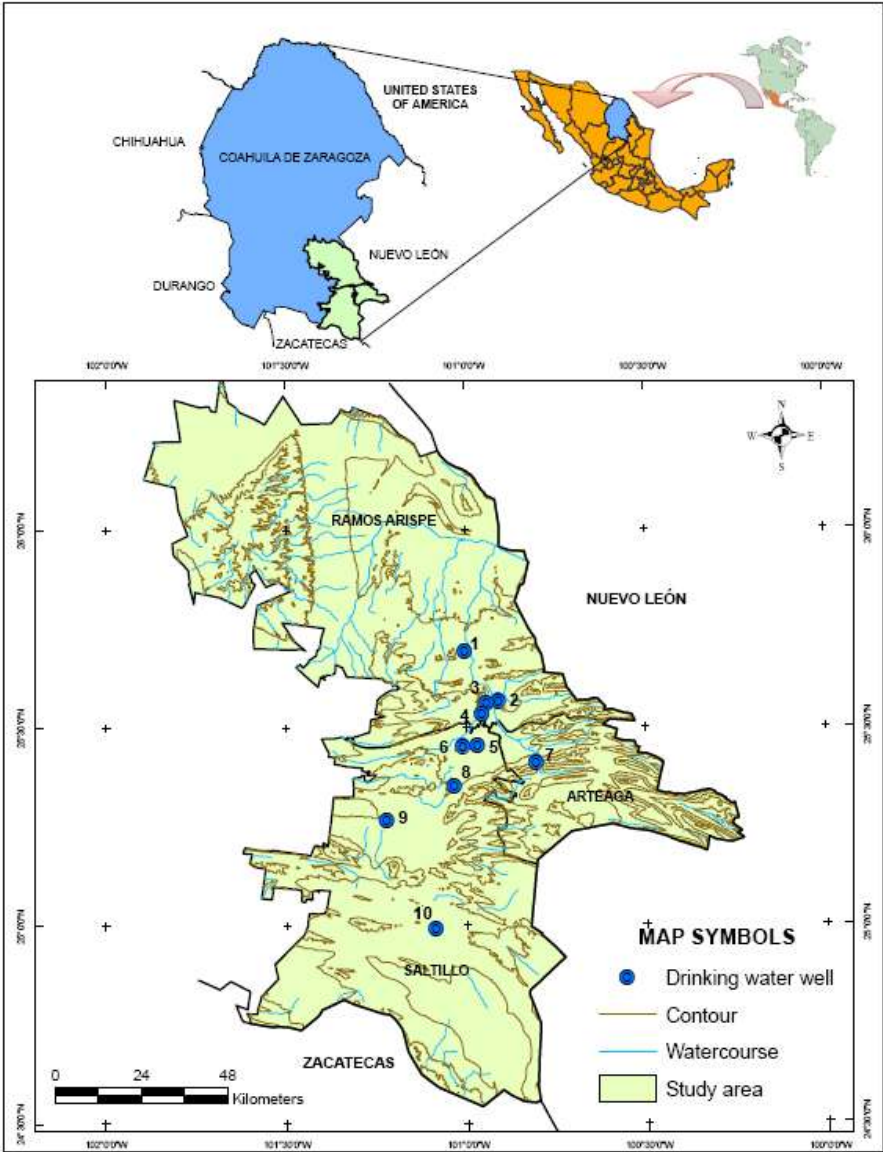 UNITED STATES
OF AMERICA
CHIHUAHUA
COAHUILA DE ZARAGOZA
NUEVO LEÓN
DURANGO
ZACATECAS
102°0'0"W 101°30'0"W 101°0'0"W 100°30'0"W 100°0'0"W
N
W E
S
26°0'0"N 26°0'0"N
RAMOS ARISPE
NUEVO LEÓN
1
3 2
4
25°30'0"N 25°30'0"N
6 5
7
8
ARTEAGA
9
10
25°0'0"N 25°0'0"N
SALTILLO
MAP SYMBOLS
Drinking water well
Contour
Watercourse
Study area
ZACATECAS
0 24 48
Kilometers
24°30'0"N 24°30'0"N
102°0'0"W 101°30'0"W 101°0'0"W 100°30'0"W 100°0'0"W